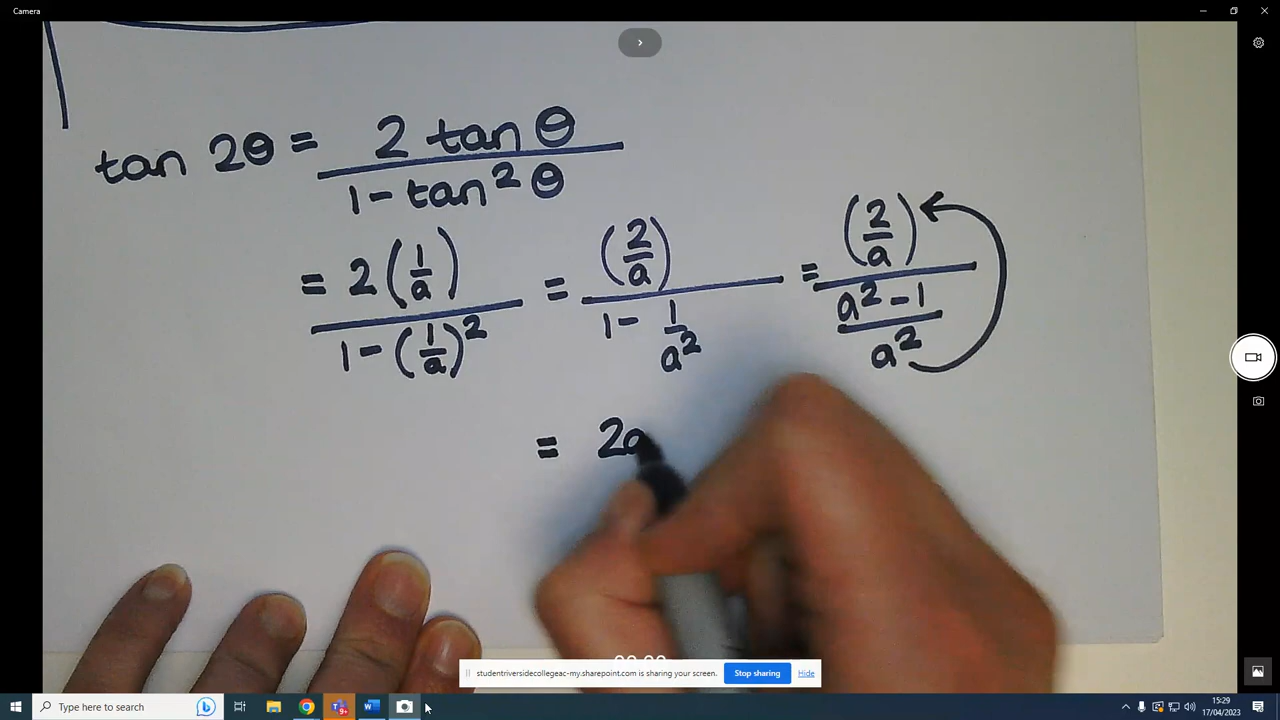 Camera
tan 2θ = 2 tan θ / 1 - tan² θ
= 2(1/a) / 1 - (1/a)² = (2/a) / 1 - 1/a² = (2/a) / a² - 1 / a²
= 2a
studentriversidecollegeac-my.sharepoint.com is sharing your screen. Stop sharing Hide
Type here to search
15:29
17/04/2023